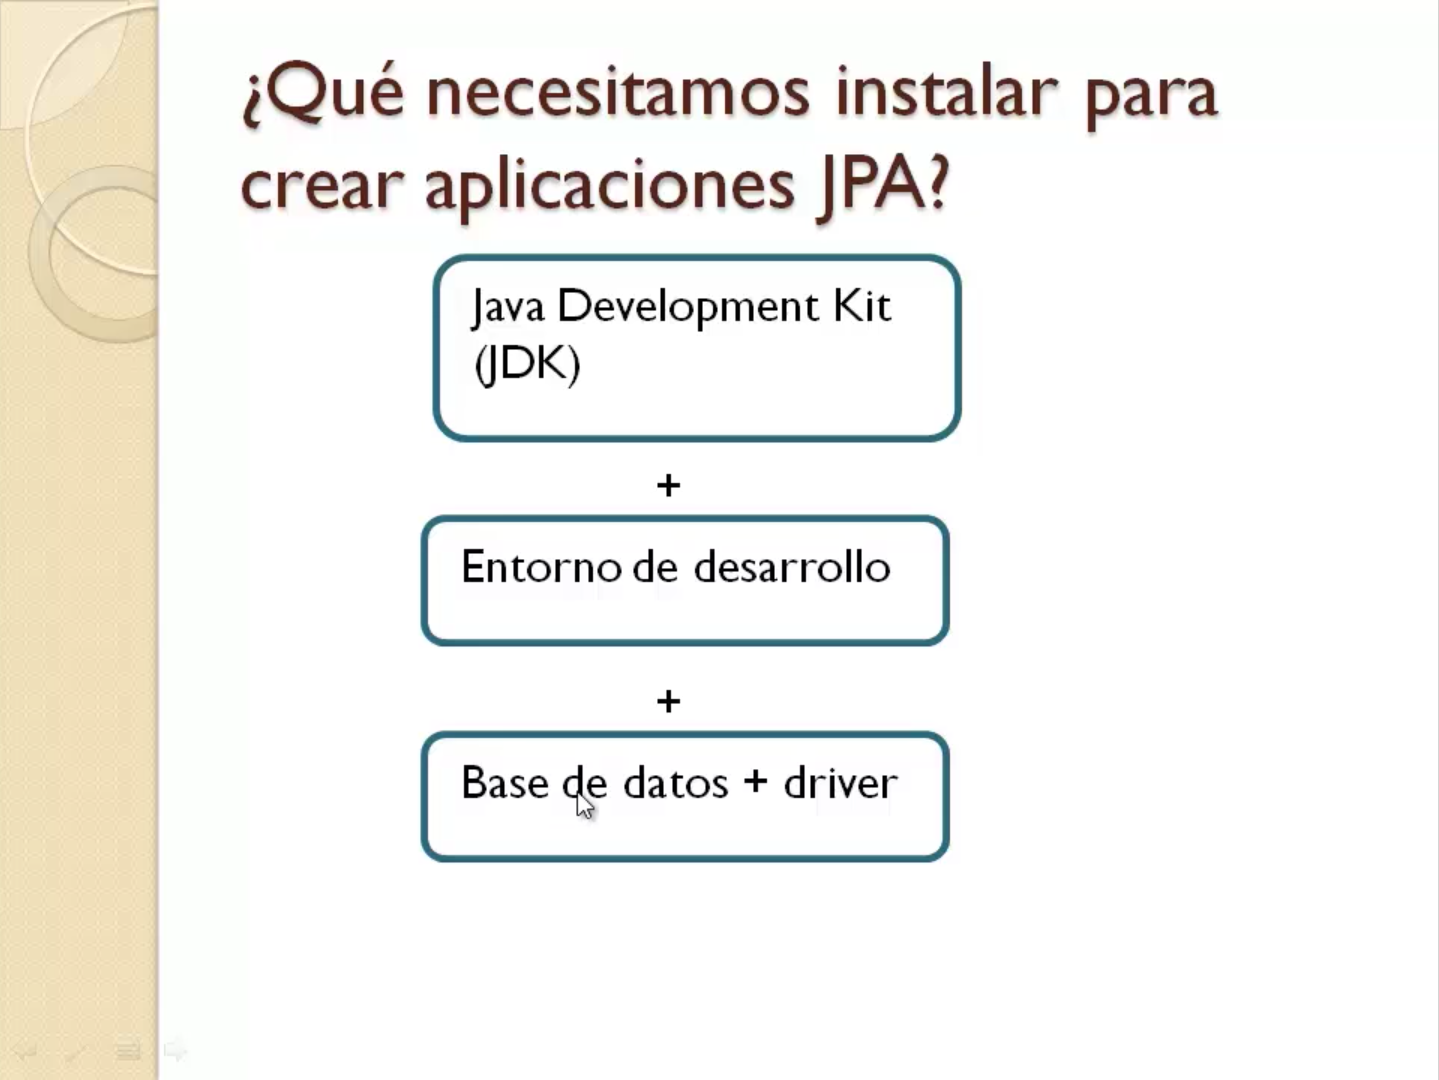 ¿Qué necesitamos instalar para
crear aplicaciones JPA?
Java Development Kit
(JDK)
+
Entorno de desarrollo
+
Base de datos + driver